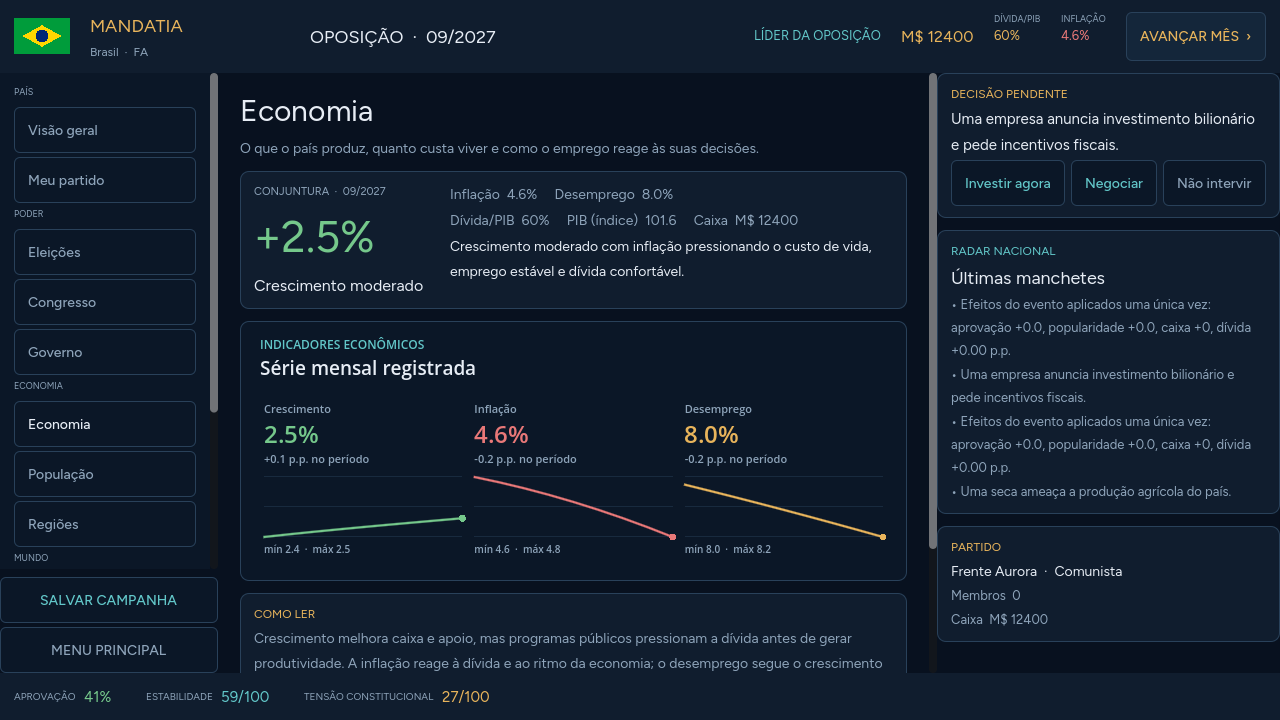 MANDATIA
Brasil · FA
OPOSIÇÃO · 09/2027
LÍDER DA OPOSIÇÃO
M$ 12400
DÍVIDA/PIB
60%
INFLAÇÃO
4.6%
AVANÇAR MÊS ›
PAÍS
Visão geral
Meu partido
PODER
Eleições
Congresso
Governo
ECONOMIA
Economia
População
Regiões
MUNDO
SALVAR CAMPANHA
MENU PRINCIPAL
Economia
O que o país produz, quanto custa viver e como o emprego reage às suas decisões.
CONJUNTURA · 09/2027
+2.5%
Crescimento moderado
Inflação 4.6% Desemprego 8.0%
Dívida/PIB 60% PIB (índice) 101.6 Caixa M$ 12400
Crescimento moderado com inflação pressionando o custo de vida,
emprego estável e dívida confortável.
INDICADORES ECONÔMICOS
Série mensal registrada
Crescimento
2.5%
+0.1 p.p. no período
mín 2.4 · máx 2.5
Inflação
4.6%
-0.2 p.p. no período
mín 4.6 · máx 4.8
Desemprego
8.0%
-0.2 p.p. no período
mín 8.0 · máx 8.2
COMO LER
Crescimento melhora caixa e apoio, mas programas públicos pressionam a dívida antes de gerar
produtividade. A inflação reage à dívida e ao ritmo da economia; o desemprego segue o crescimento
DECISÃO PENDENTE
Uma empresa anuncia investimento bilionário
e pede incentivos fiscais.
Investir agora
Negociar
Não intervir
RADAR NACIONAL
Últimas manchetes
• Efeitos do evento aplicados uma única vez:
aprovação +0.0, popularidade +0.0, caixa +0, dívida
+0.00 p.p.
• Uma empresa anuncia investimento bilionário e
pede incentivos fiscais.
• Efeitos do evento aplicados uma única vez:
aprovação +0.0, popularidade +0.0, caixa +0, dívida
+0.00 p.p.
• Uma seca ameaça a produção agrícola do país.
PARTIDO
Frente Aurora · Comunista
Membros 0
Caixa M$ 12400
APROVAÇÃO 41%
ESTABILIDADE 59/100
TENSÃO CONSTITUCIONAL 27/100